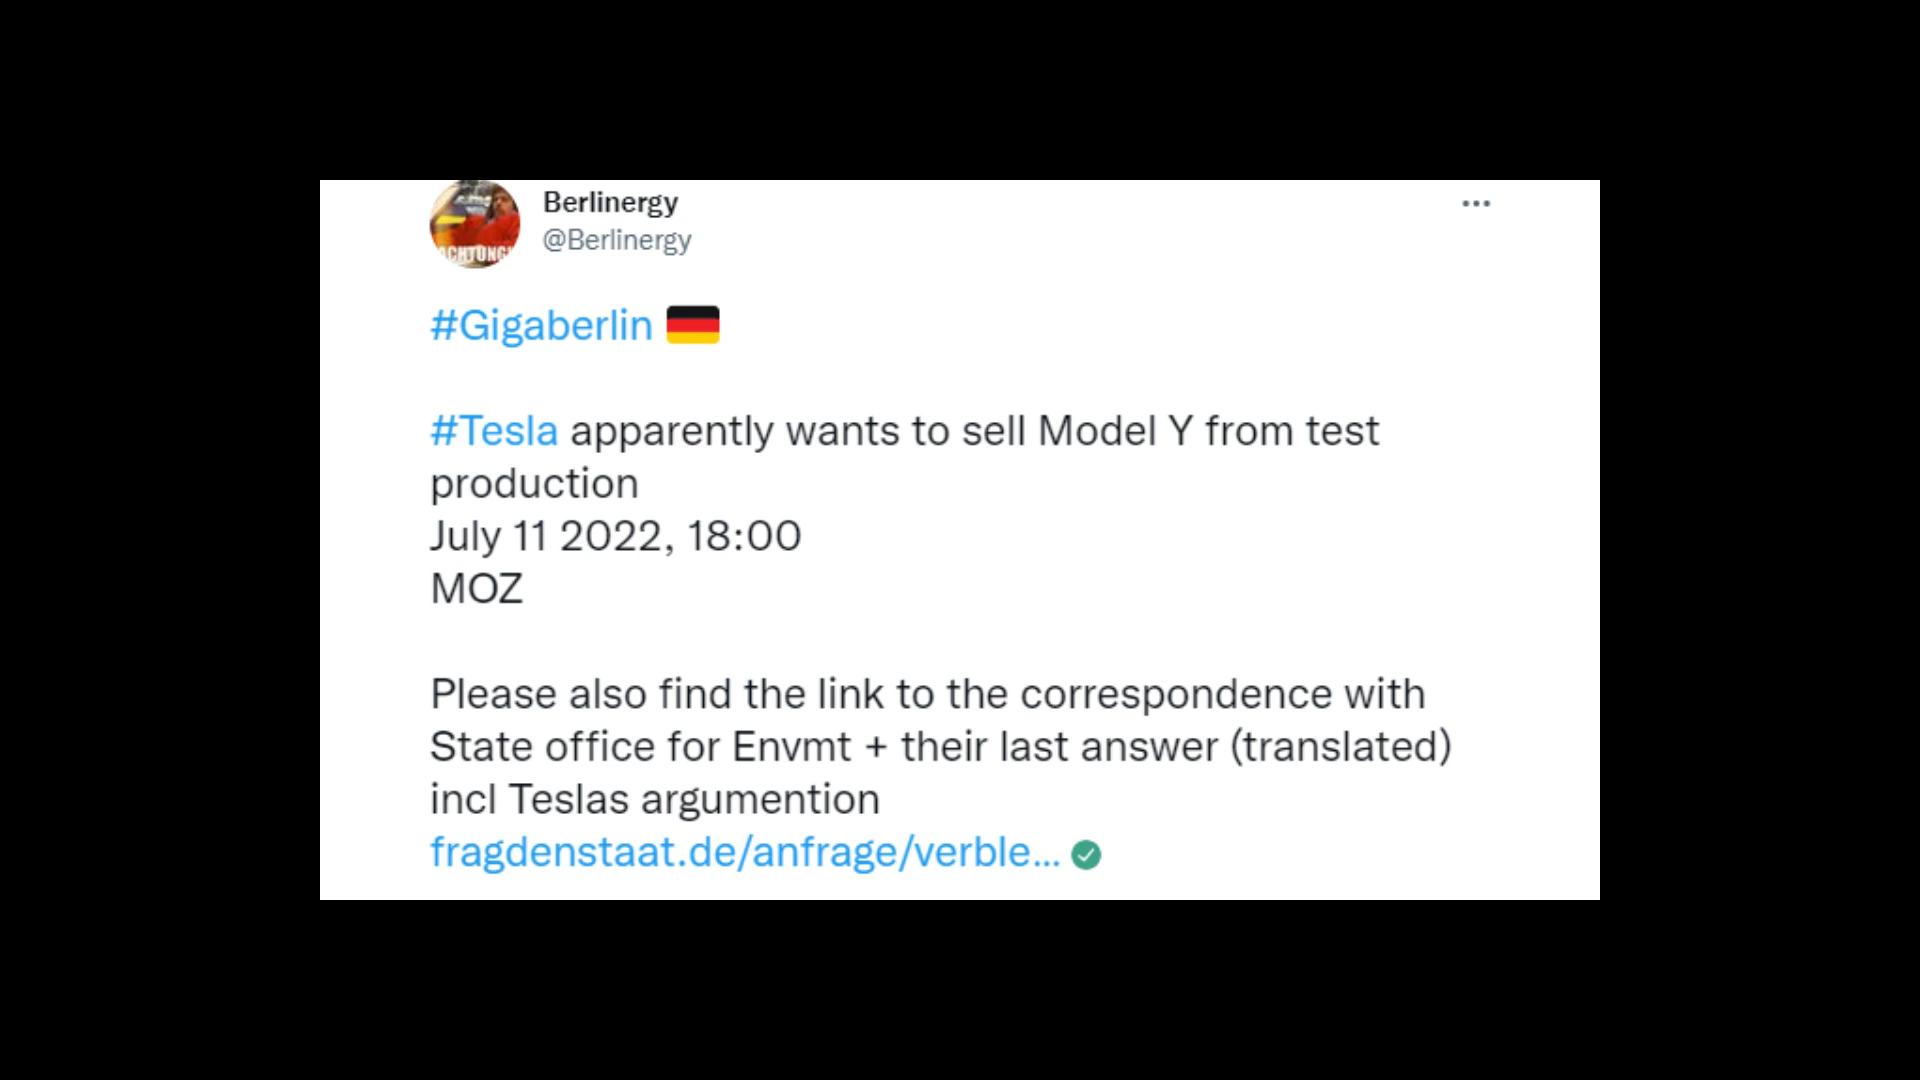 Berlinergy
@Berlinergy
ACHTUNG!
#Gigaberlin
#Tesla apparently wants to sell Model Y from test
production
July 11 2022, 18:00
MOZ
Please also find the link to the correspondence with
State office for Envmt + their last answer (translated)
incl Teslas argumention
fragdenstaat.de/anfrage/verble...